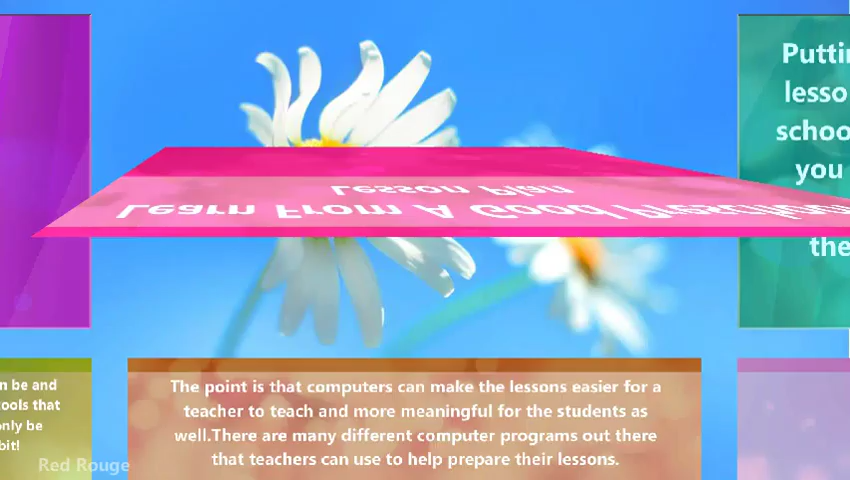 Puttin
lesso
schoo
you
the
Lesson Plan
Learn From A Good Preschool
n be and
ools that
only be
bit!
The point is that computers can make the lessons easier for a
teacher to teach and more meaningful for the students as
well.There are many different computer programs out there
that teachers can use to help prepare their lessons.
Red Rouge